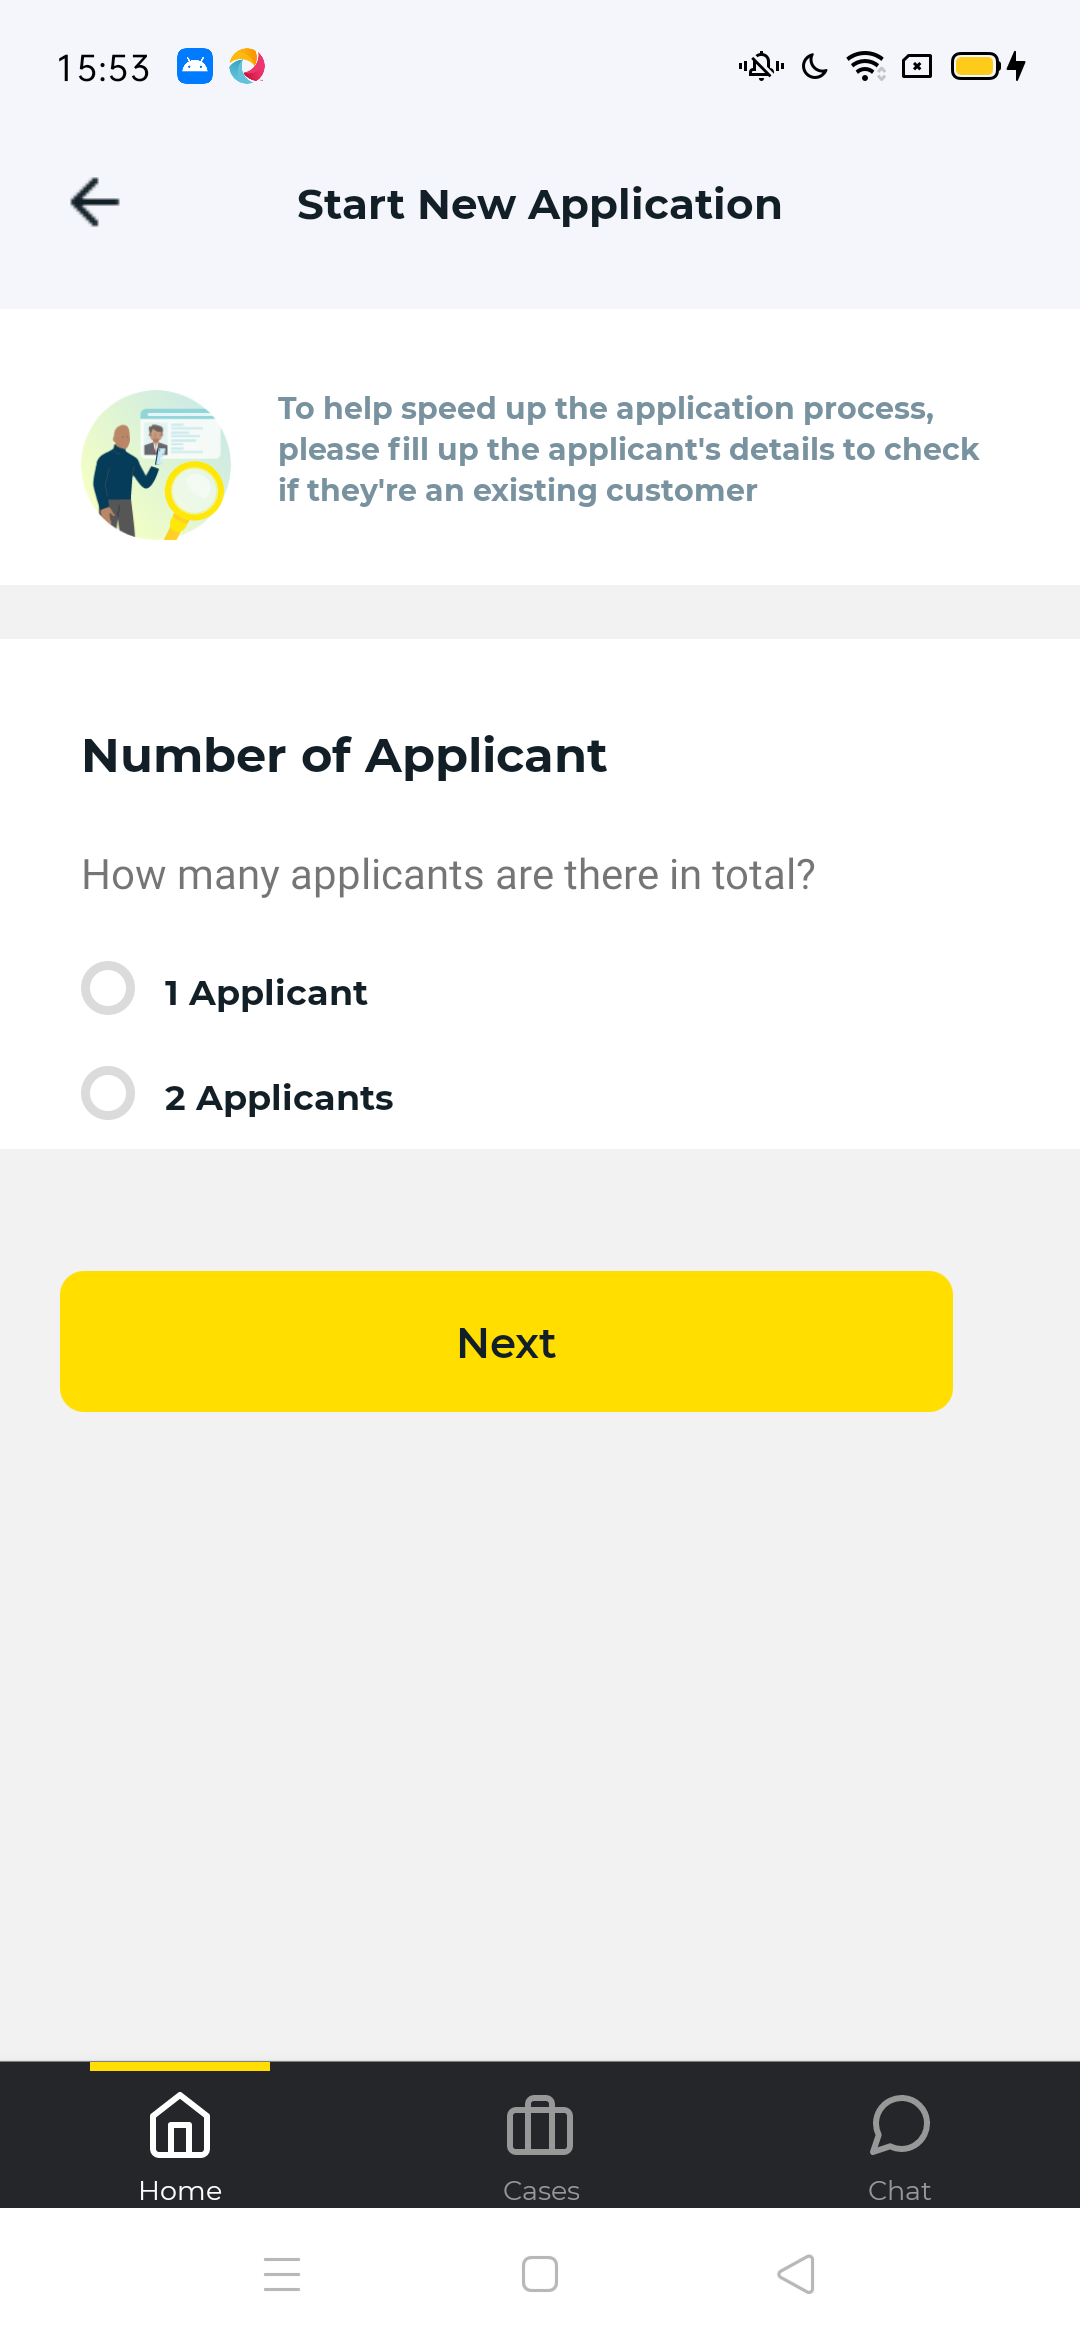 15:53
Start New Application
To help speed up the application process,
please fill up the applicant's details to check
if they're an existing customer
Number of Applicant
How many applicants are there in total?
1 Applicant
2 Applicants
Next
Home
Cases
Chat